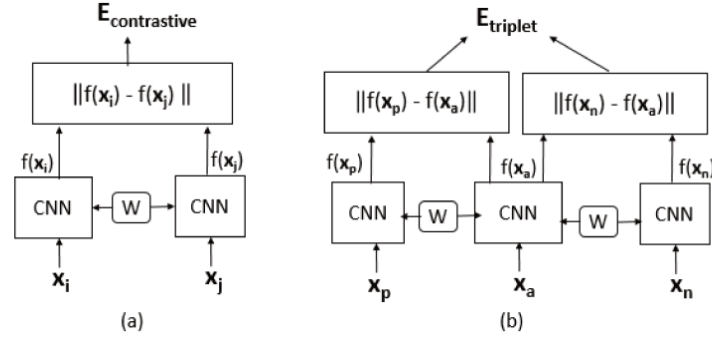 E_contrastive
||f(x_i) - f(x_j) ||
f(x_i)
f(x_j)
CNN
W
CNN
x_i
x_j
(a)
E_triplet
||f(x_p) - f(x_a)||
||f(x_n) - f(x_a)||
f(x_p)
f(x_a)
f(x_n)
CNN
W
CNN
W
CNN
x_p
x_a
x_n
(b)